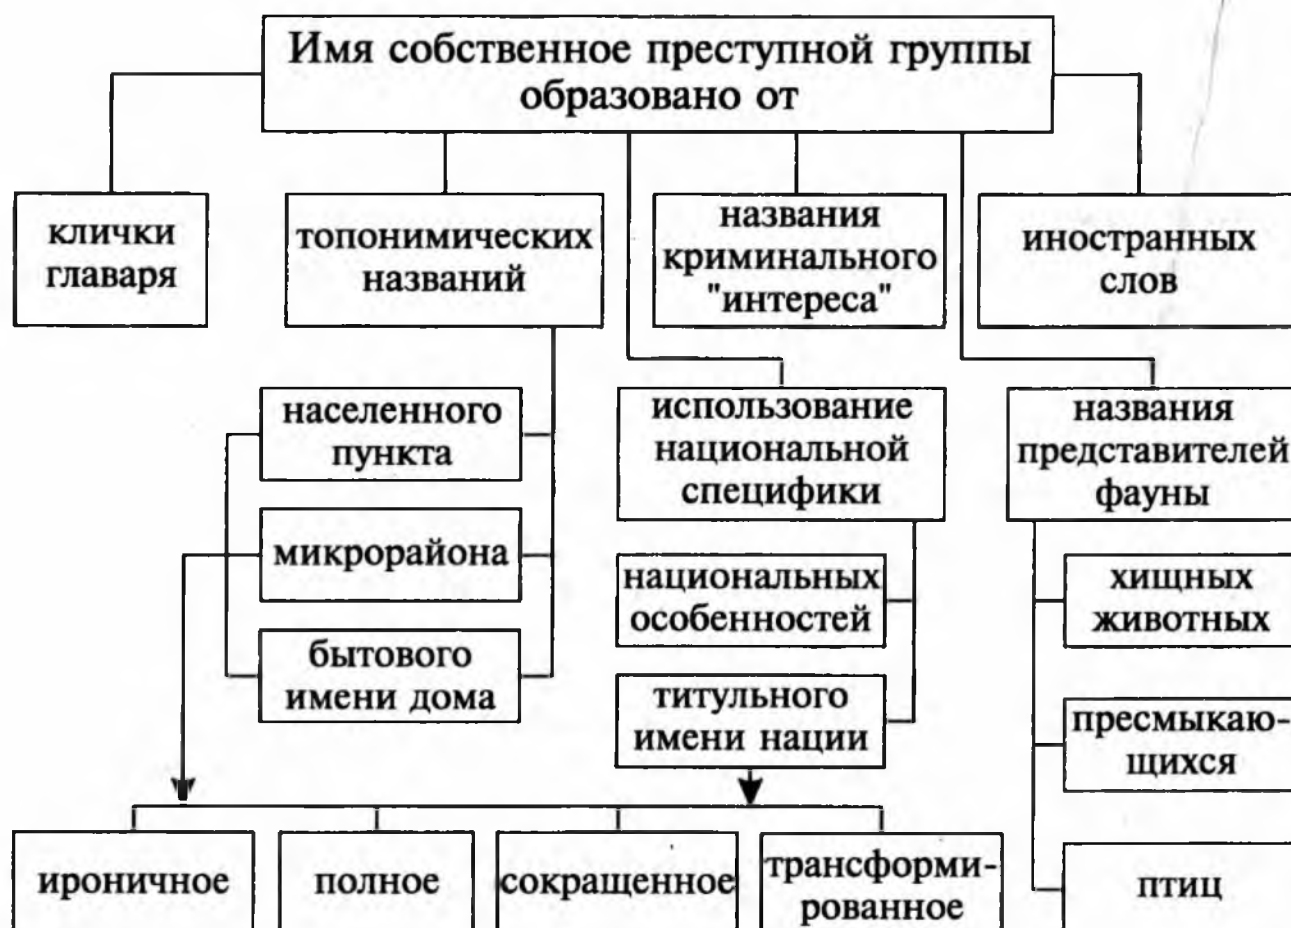 Имя собственное преступной группы
образовано от
клички
главаря
топонимических
названий
названия
криминального
"интереса"
иностранных
слов
населенного
пункта
микрорайона
бытового
имени дома
использование
национальной
специфики
национальных
особенностей
титульного
имени нации
названия
представителей
фауны
хищных
животных
пресмыкаю-
щихся
птиц
ироничное
полное
сокращенное
трансформи-
рованное